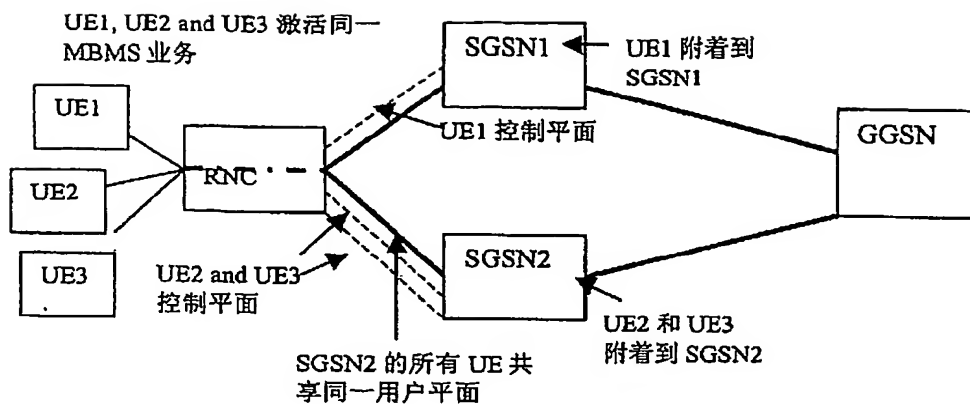 UE1, UE2 and UE3 激活同一
MBMS 业务
SGSN1
UE1 附着到
SGSN1
UE1
UE1 控制平面
GGSN
RNC
UE2
UE3
UE2 and UE3
控制平面
SGSN2
UE2 和 UE3
附着到 SGSN2
SGSN2 的所有 UE 共
享同一用户平面